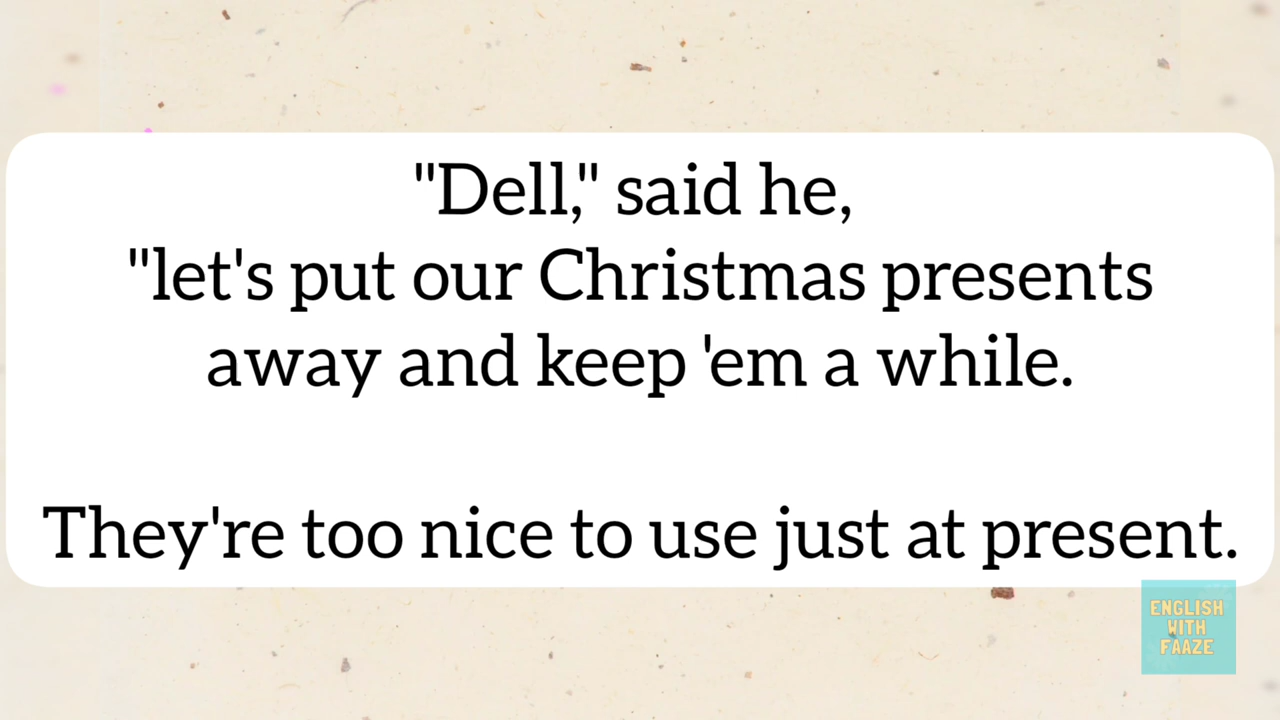 "Dell," said he,
"let's put our Christmas presents
away and keep 'em a while.
They're too nice to use just at present.
ENGLISH
WITH
FAAZE